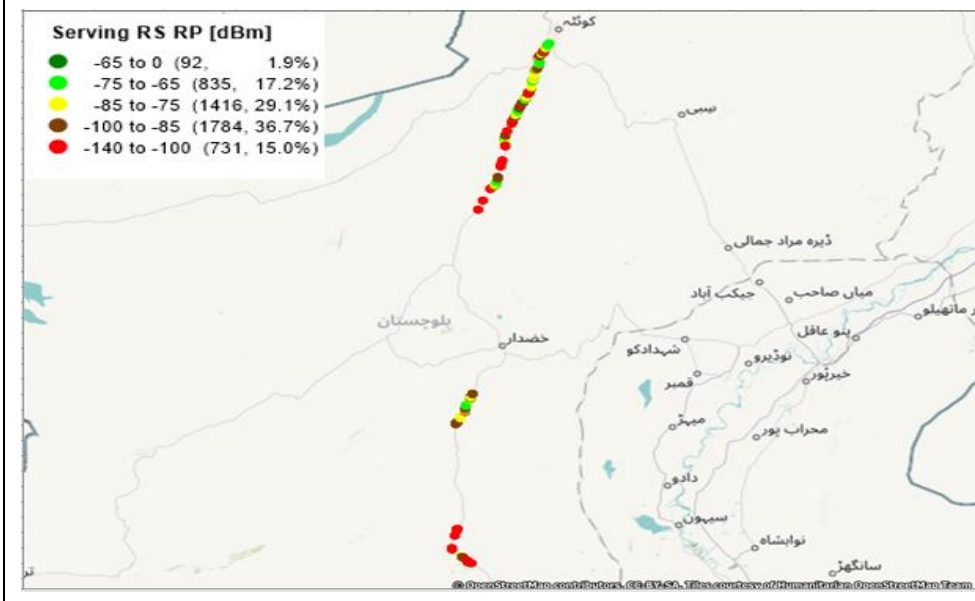 Serving RS RP [dBm]
-65 to 0 (92, 1.9%)
-75 to -65 (835, 17.2%)
-85 to -75 (1416, 29.1%)
-100 to -85 (1784, 36.7%)
-140 to -100 (731, 15.0%)
کوئٹہ
سبی
ڈیرہ مراد جمالی
جیکب آباد
میاں صاحب
ر ماتھیلو
بلوچستان
پنو عاقل
خضدار
شہدادکو
نوڈیرو
قمبر
خیرپور
میہڑ
محراب پور
دادو
سیہون
نوابشاہ
سانگھڑ
تر
© OpenStreetMap contributors, CC-BY-SA, Tiles courtesy of Humanitarian OpenStreetMap Team